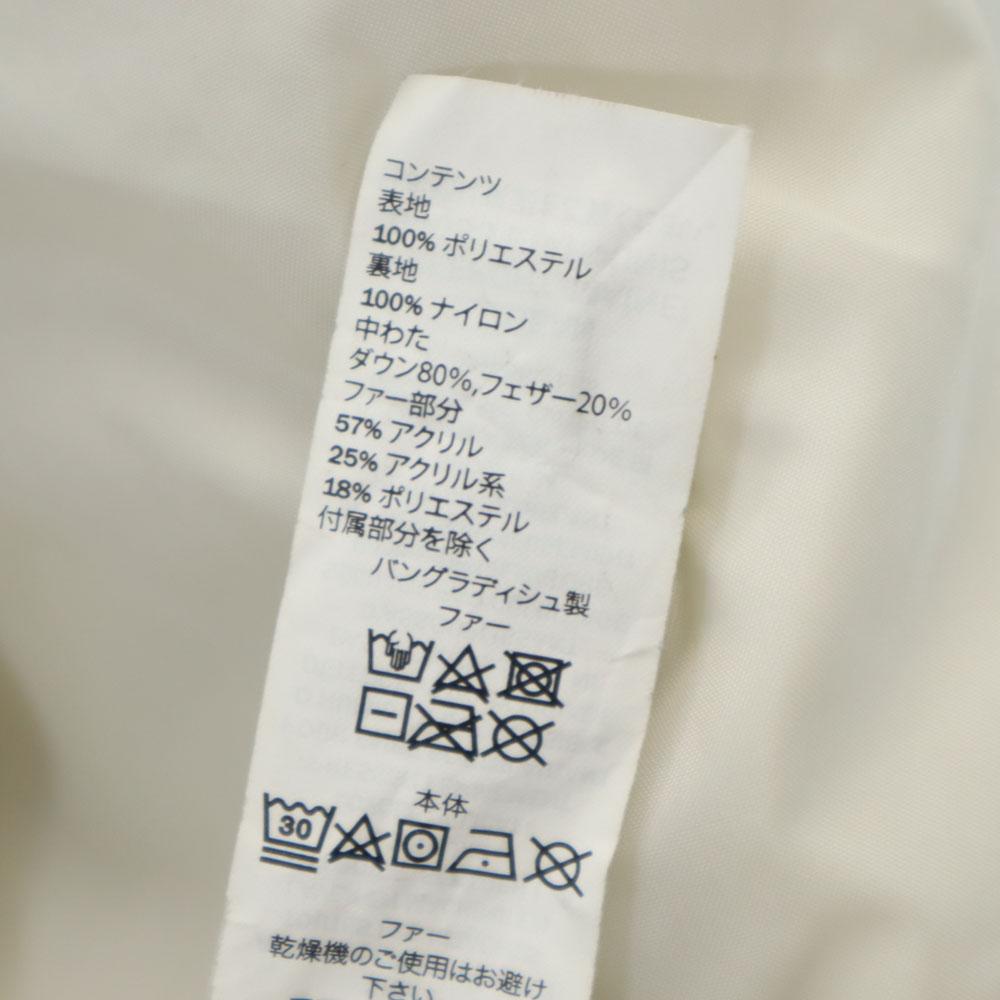 コンテンツ
表地
100% ポリエステル
裏地
100% ナイロン
中わた
ダウン80%,フェザー20%
ファー部分
57% アクリル
25% アクリル系
18% ポリエステル
付属部分を除く
バングラディシュ製
ファー
本体
30
ファー
乾燥機のご使用はお避け
下さい